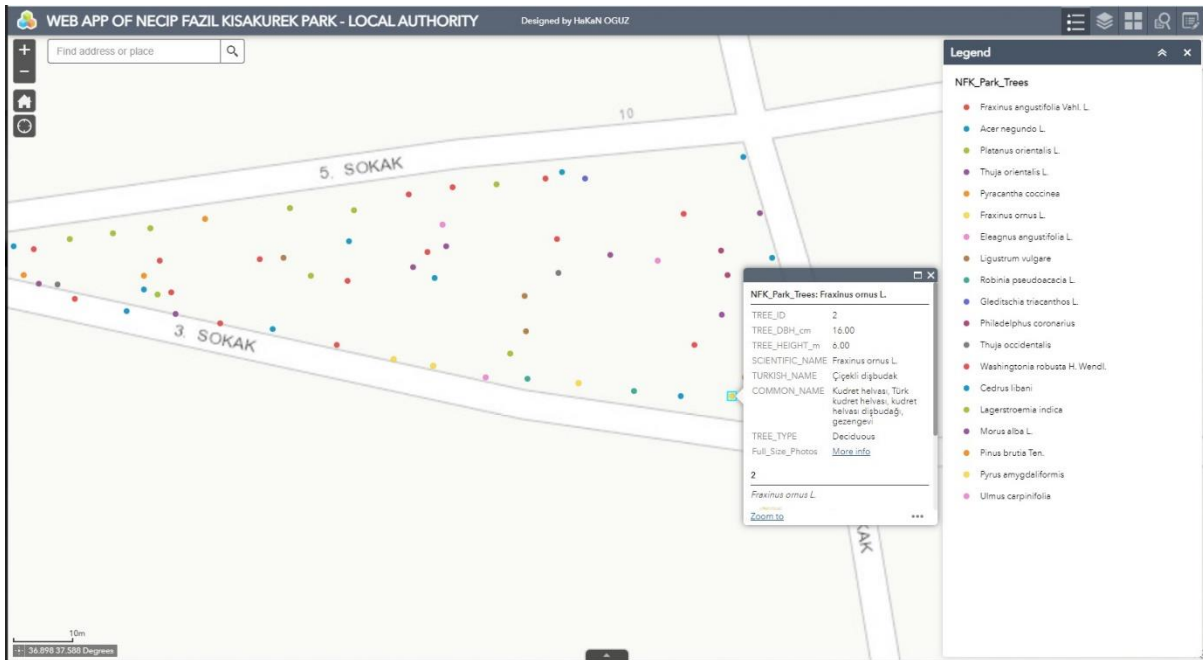 WEB APP OF NECIP FAZIL KISAKUREK PARK - LOCAL AUTHORITY
Designed by HaKaN OGUZ
Find address or place
10
5. SOKAK
3. SOKAK
KAK
NFK_Park_Trees: Fraxinus ornus L.
TREE_ID 2
TREE_DBH_cm 16.00
TREE_HEIGHT_m 6.00
SCIENTIFIC_NAME Fraxinus ornus L.
TURKISH_NAME Çiçekli dişbudak
COMMON_NAME Kudret helvası, Türk
kudret helvası, kudret
helvası dişbudağı,
gezengevi
TREE_TYPE Deciduous
Full_Size_Photos More info
2
Fraxinus ornus L.
Zoom to
Legend
NFK_Park_Trees
Fraxinus angustifolia Vahl. L.
Acer negundo L.
Platanus orientalis L.
Thuja orientalis L.
Pyracantha coccinea
Fraxinus ornus L.
Eleagnus angustifolia L.
Ligustrum vulgare
Robinia pseudoacacia L.
Gleditschia triacanthos L.
Philedelphus coronarius
Thuja occidentalis
Washingtonia robusta H. Wendl.
Cedrus libani
Lagerstroemia indica
Morus alba L.
Pinus brutia Ten.
Pyrus amygdaliformis
Ulmus carpinifolia
10m
36.898 37.588 Degrees